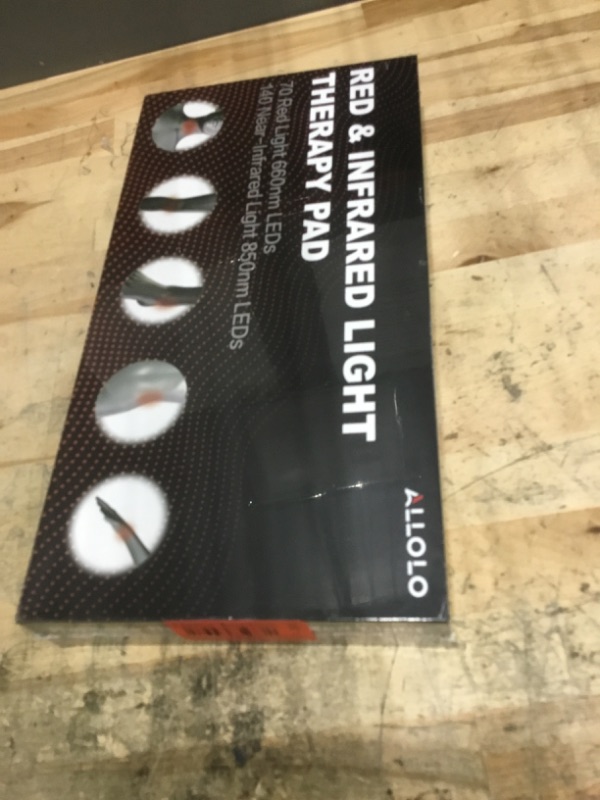 RED & INFRARED LIGHT
THERAPY PAD
70 Red Light 660nm LEDs
140 Near-Infrared Light 850nm LEDs
ALLOLO